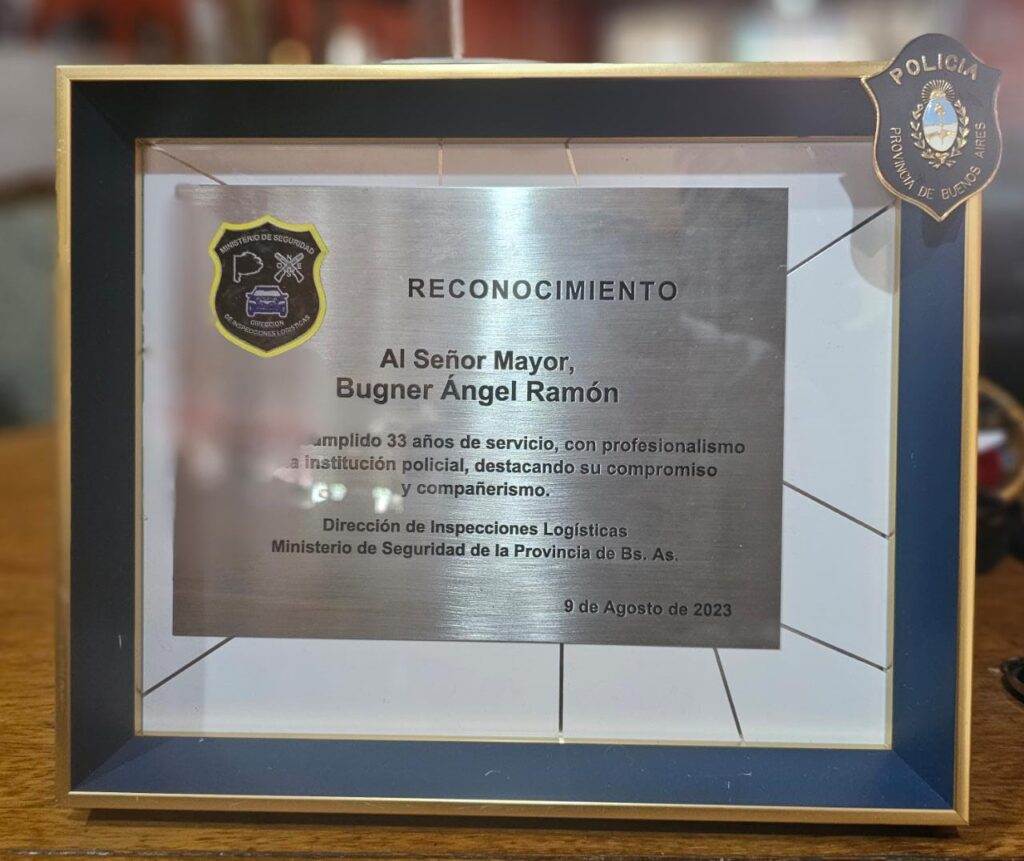 POLICIA
PROVINCIA DE BUENOS AIRES
MINISTERIO DE SEGURIDAD
DIRECCION
DE INSPECCIONES LOGISTICAS
RECONOCIMIENTO
Al Señor Mayor,
Bugner Ángel Ramón
umplido 33 años de servicio, con profesionalismo
a institución policial, destacando su compromiso
y compañerismo.
Dirección de Inspecciones Logísticas
Ministerio de Seguridad de la Provincia de Bs. As.
9 de Agosto de 2023